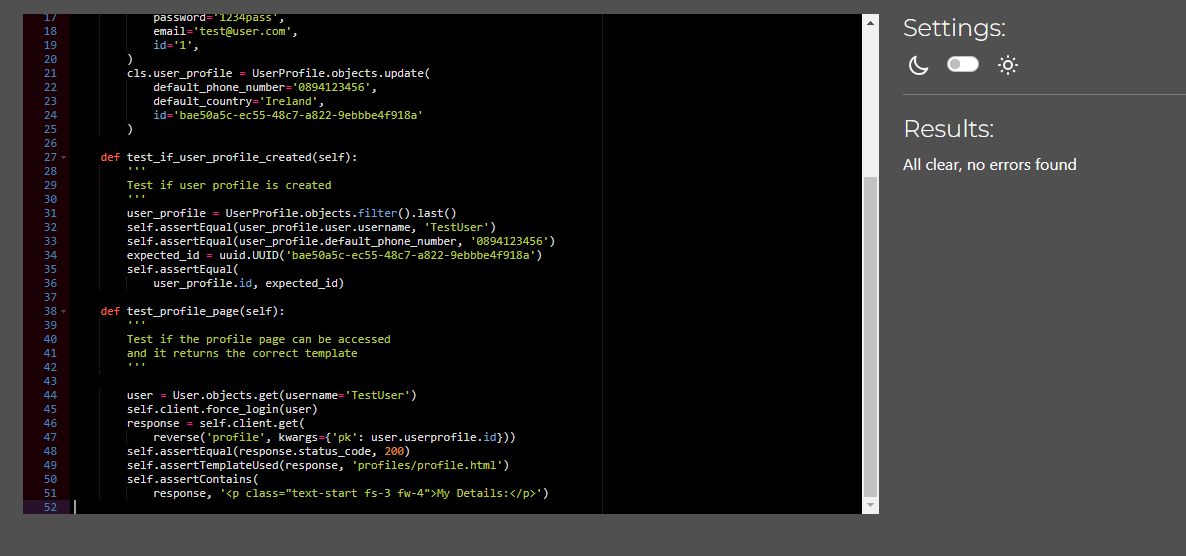 17 password='1234pass',
18 email='test@user.com',
19 id='1',
20 )
21 cls.user_profile = UserProfile.objects.update(
22 default_phone_number='0894123456',
23 default_country='Ireland',
24 id='bae50a5c-ec55-48c7-a822-9ebbbe4f918a'
25 )
26
27 def test_if_user_profile_created(self):
28 '''
29 Test if user profile is created
30 '''
31 user_profile = UserProfile.objects.filter().last()
32 self.assertEqual(user_profile.user.username, 'TestUser')
33 self.assertEqual(user_profile.default_phone_number, '0894123456')
34 expected_id = uuid.UUID('bae50a5c-ec55-48c7-a822-9ebbbe4f918a')
35 self.assertEqual(
36 user_profile.id, expected_id)
37
38 def test_profile_page(self):
39 '''
40 Test if the profile page can be accessed
41 and it returns the correct template
42 '''
43
44 user = User.objects.get(username='TestUser')
45 self.client.force_login(user)
46 response = self.client.get(
47 reverse('profile', kwargs={'pk': user.userprofile.id}))
48 self.assertEqual(response.status_code, 200)
49 self.assertTemplateUsed(response, 'profiles/profile.html')
50 self.assertContains(
51 response, '<p class="text-start fs-3 fw-4">My Details:</p>')
52
Settings:
Results:
All clear, no errors found